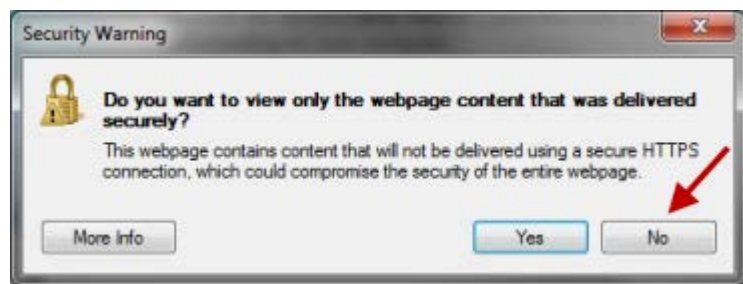 Security Warning
Do you want to view only the webpage content that was delivered
securely?
This webpage contains content that will not be delivered using a secure HTTPS
connection, which could compromise the security of the entire webpage.
More Info
Yes
No